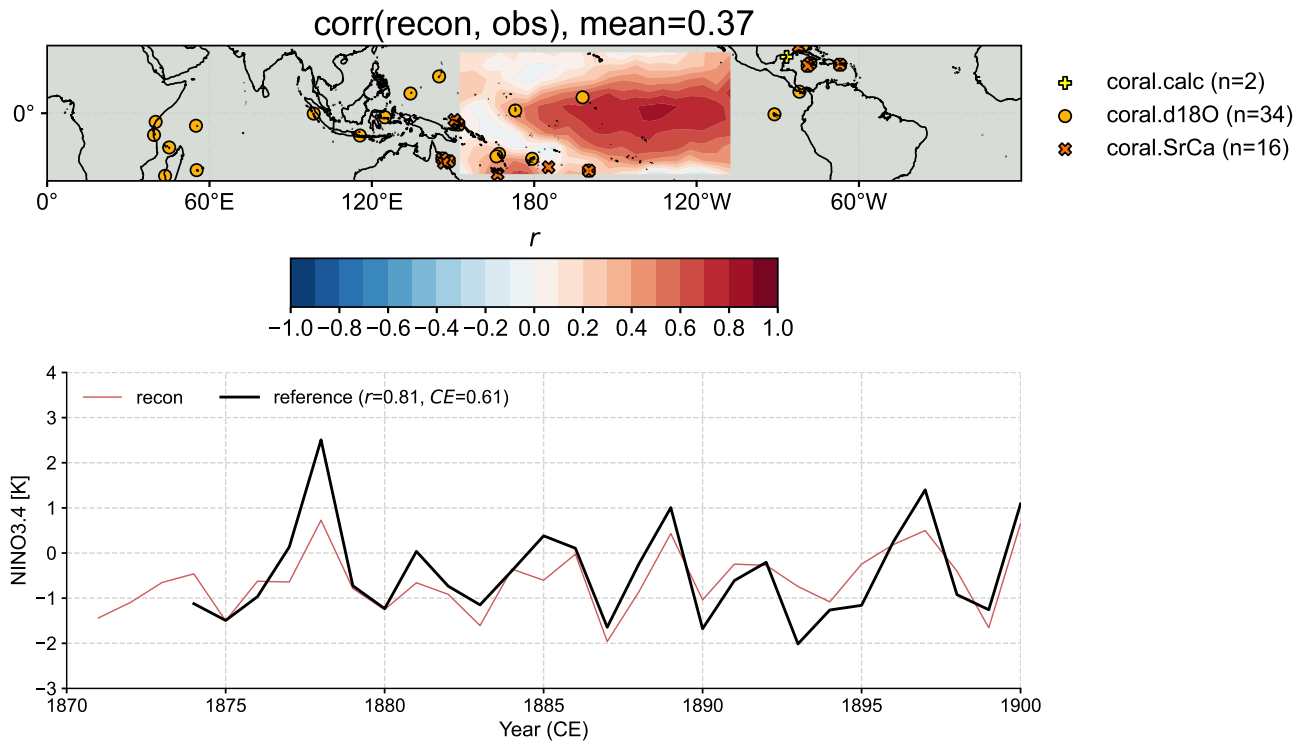 corr(recon, obs), mean=0.37
0°
0° 60°E 120°E 180° 120°W 60°W
coral.calc (n=2)
coral.d18O (n=34)
coral.SrCa (n=16)
r
−1.0 −0.8 −0.6 −0.4 −0.2 0.0 0.2 0.4 0.6 0.8 1.0
recon reference (r=0.81, CE=0.61)
NINO3.4 [K]
4
3
2
1
0
−1
−2
−3
1870 1875 1880 1885 1890 1895 1900
Year (CE)